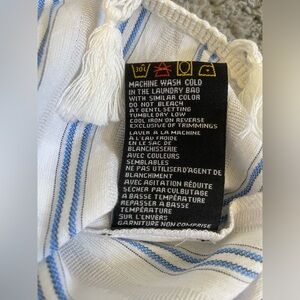 MACHINE WASH COLD
IN THE LAUNDRY BAG
WITH SIMILAR COLOR
DO NOT BLEACH
AT GENTL SETTING
TUMBLE DRY LOW
COOL IRON ON REVERSE
EXCLUSIVE OF TRIMMINGS
LAVER A LA MACHINE
A L'EAU FROIDE
EN LE SAC DE
BLANCHISSERIE
AVEC COULEURS
SEMBLABLES
NE PAS UTILISER D'AGENT DE
BLANCHIMENT
AVEC AGITATION RÉDUITE
SÉCHER PAR CULBUTAGE
A BASSE TEMPÉRATURE
REPASSER A BASSE
TEMPÉRATURE
SUR L'ENVERS
GARNITURE NON COMPRISE